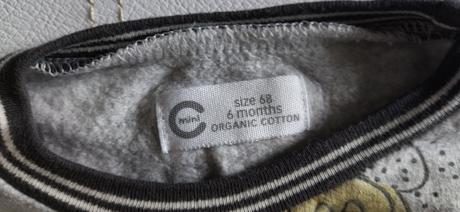 mini
size 68
6 months
ORGANIC COTTON